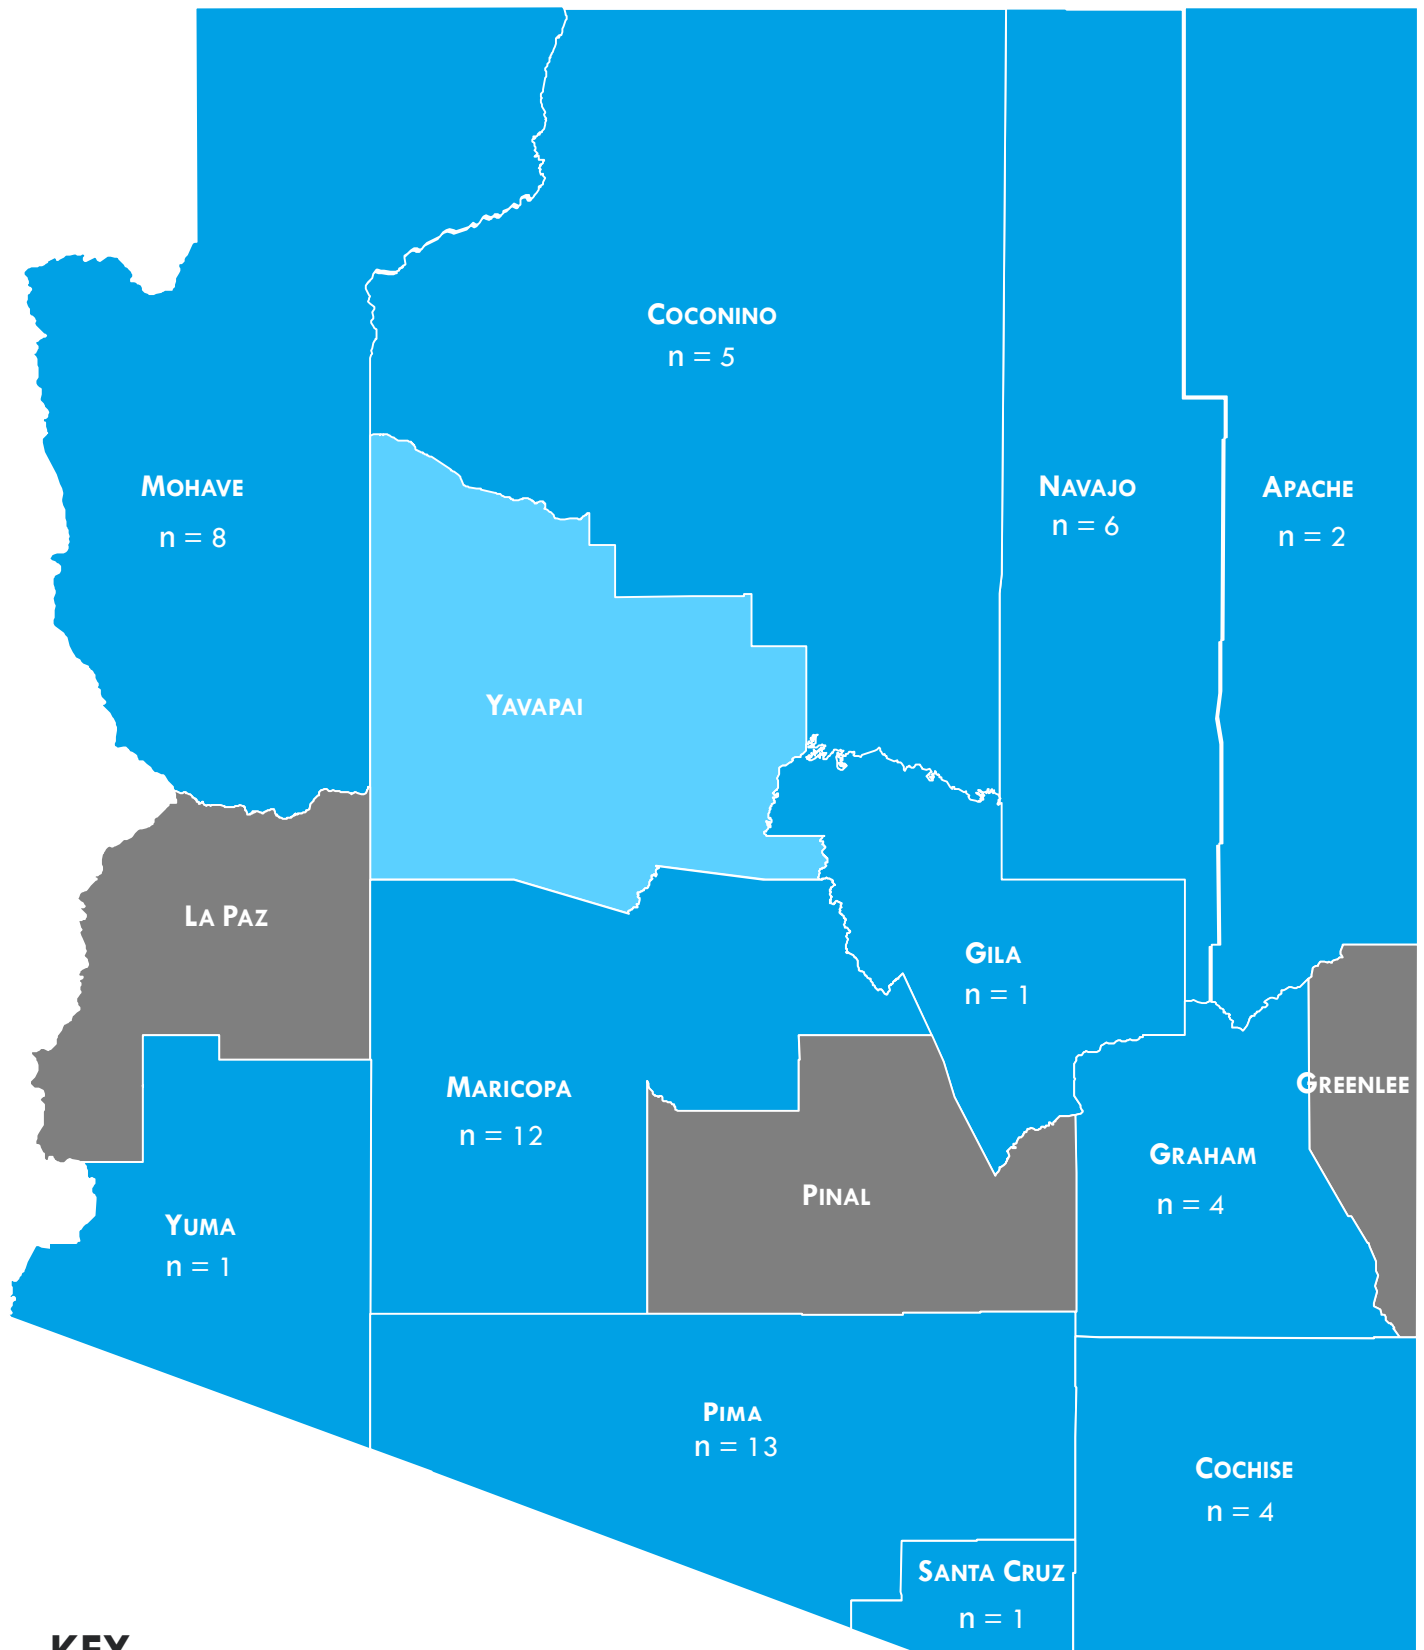 COCONINO
n = 5
MOHAVE
n = 8
NAVAJO
n = 6
APACHE
n = 2
YAVAPAI
LA PAZ
GILA
n = 1
MARICOPA
n = 12
GREENLEE
GRAHAM
n = 4
PINAL
YUMA
n = 1
PIMA
n = 13
COCHISE
n = 4
SANTA CRUZ
n = 1
KEY